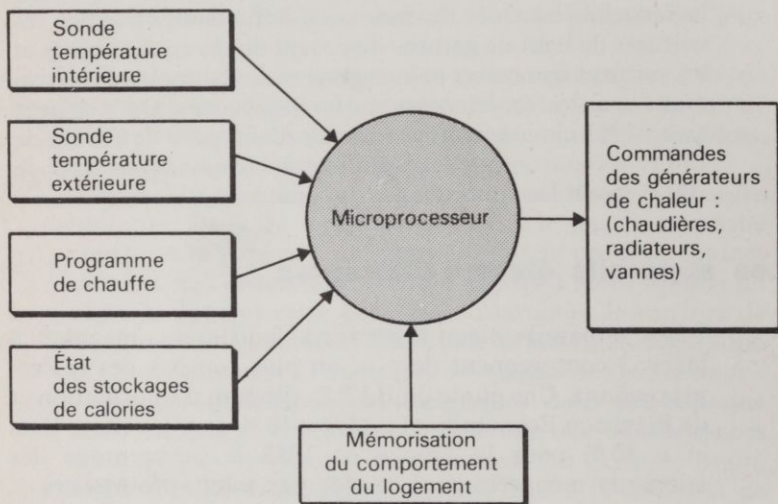 Sonde
température
intérieure
Sonde
température
extérieure
Programme
de chauffe
État
des stockages
de calories
Microprocesseur
Mémorisation
du comportement
du logement
Commandes
des générateurs
de chaleur :
(chaudières,
radiateurs,
vannes)